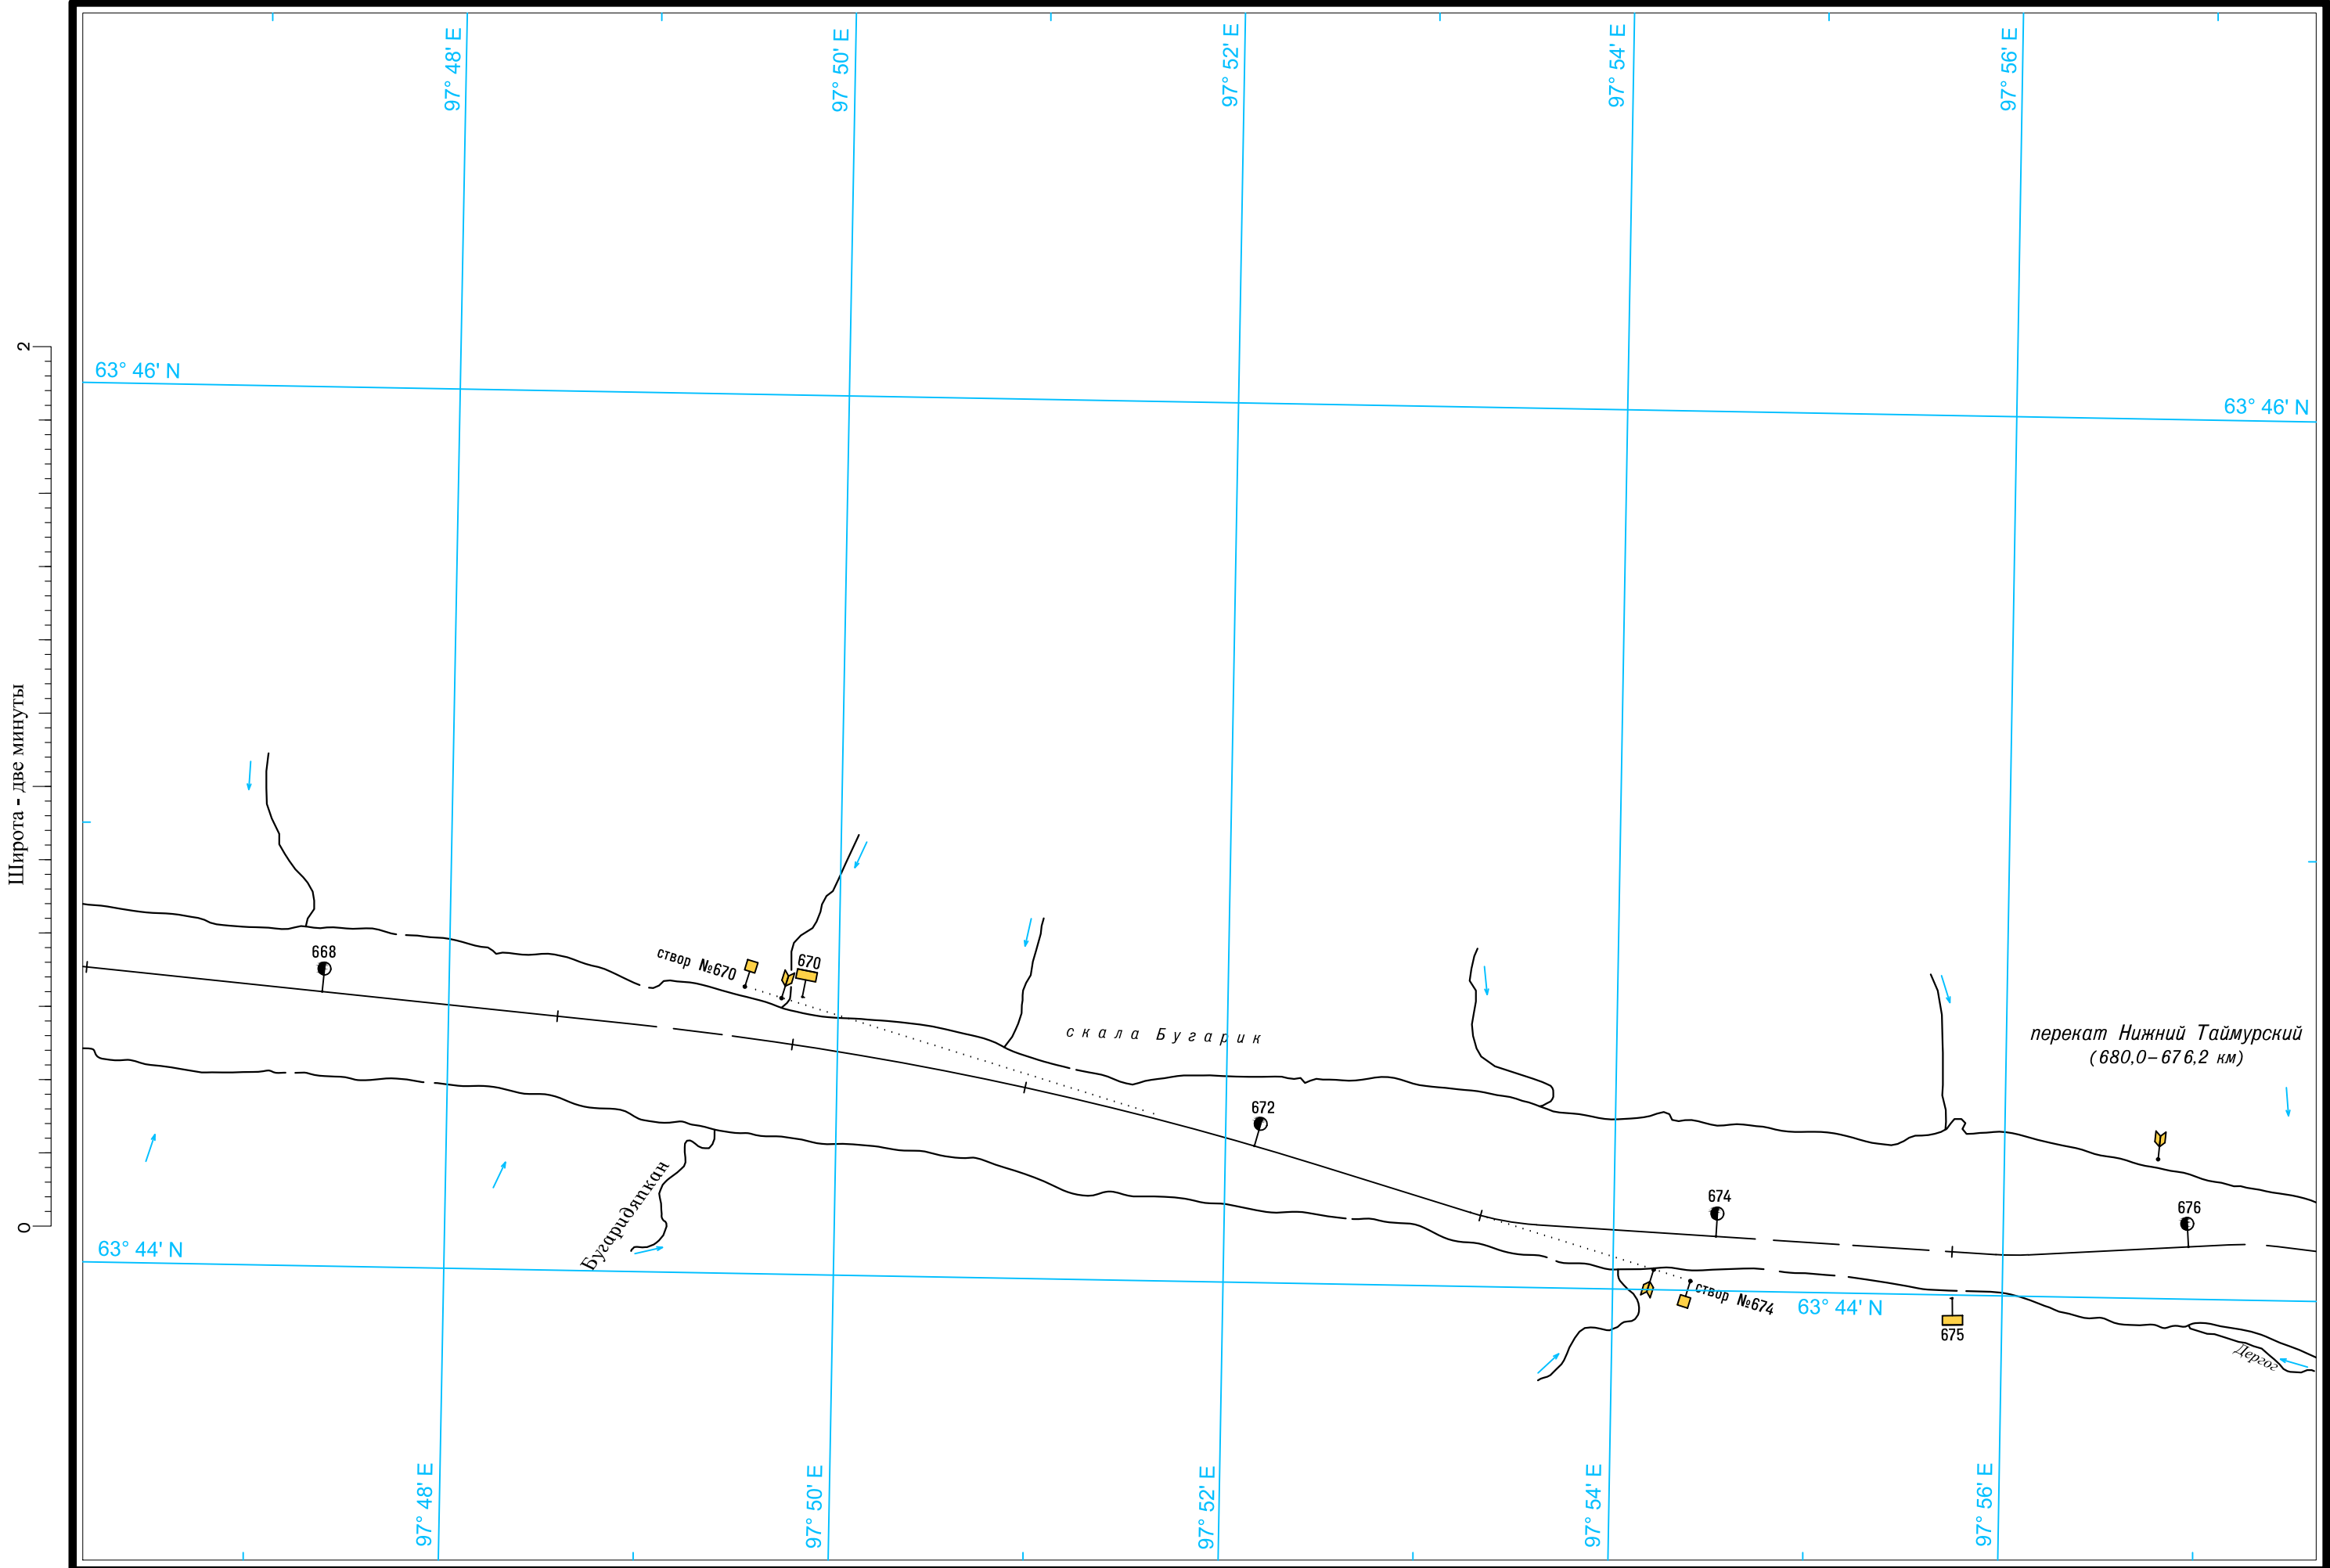 97° 48' E
97° 50' E
97° 52' E
97° 54' E
97° 56' E
2
63° 46' N
63° 46' N
Широта - две минуты
668
створ №670
670
скала Бугарик
перекат Нижний Таймурский
(680,0-676,2 км)
672
Бугаридяпкан
674
676
0
63° 44' N
створ №674
63° 44' N
675
Дергог
97° 48' E
97° 50' E
97° 52' E
97° 54' E
97° 56' E